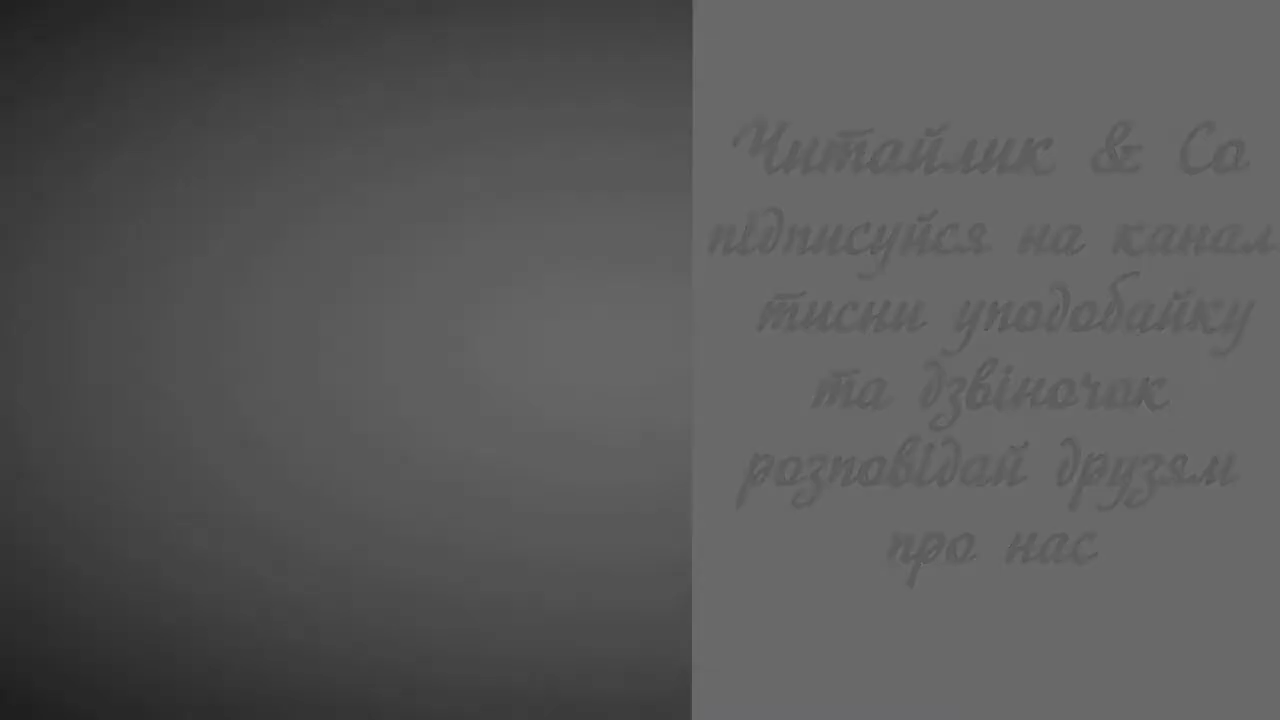 Читайлик & Co
підписуйся на канал
тисни уподобайку
та дзвіночок
розповідай друзям
про нас